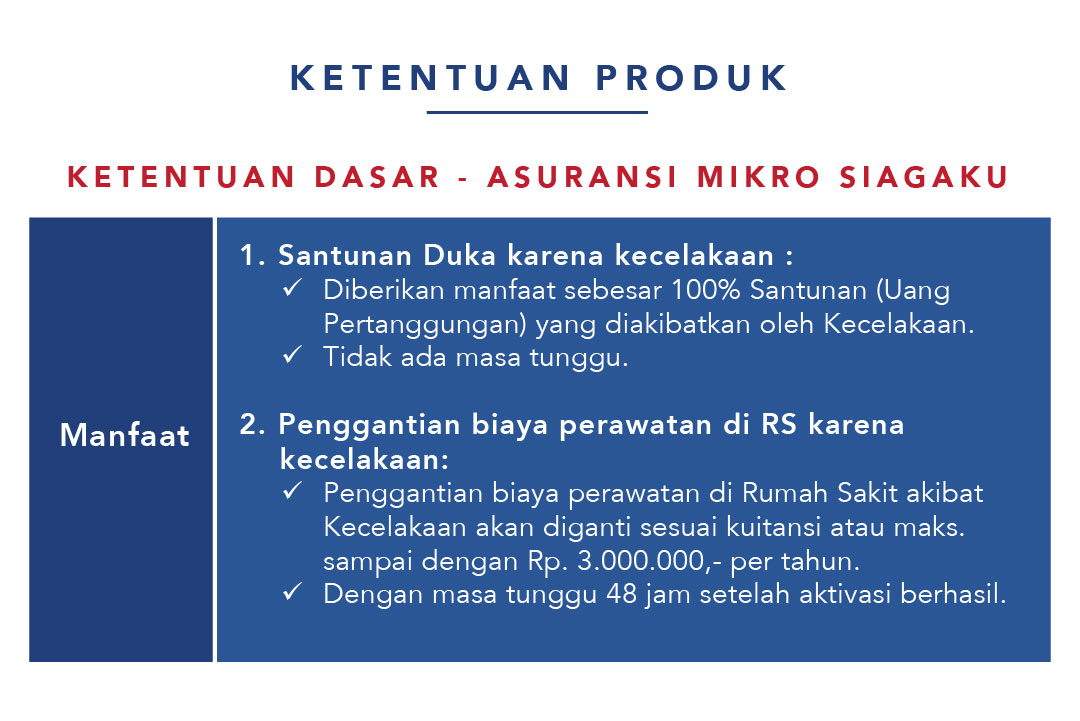 KETENTUAN PRODUK
KETENTUAN DASAR - ASURANSI MIKRO SIAGAKU
Manfaat
1. Santunan Duka karena kecelakaan :
✓ Diberikan manfaat sebesar 100% Santunan (Uang
Pertanggungan) yang diakibatkan oleh Kecelakaan.
✓ Tidak ada masa tunggu.
2. Penggantian biaya perawatan di RS karena
kecelakaan:
✓ Penggantian biaya perawatan di Rumah Sakit akibat
Kecelakaan akan diganti sesuai kuitansi atau maks.
sampai dengan Rp. 3.000.000,- per tahun.
✓ Dengan masa tunggu 48 jam setelah aktivasi berhasil.